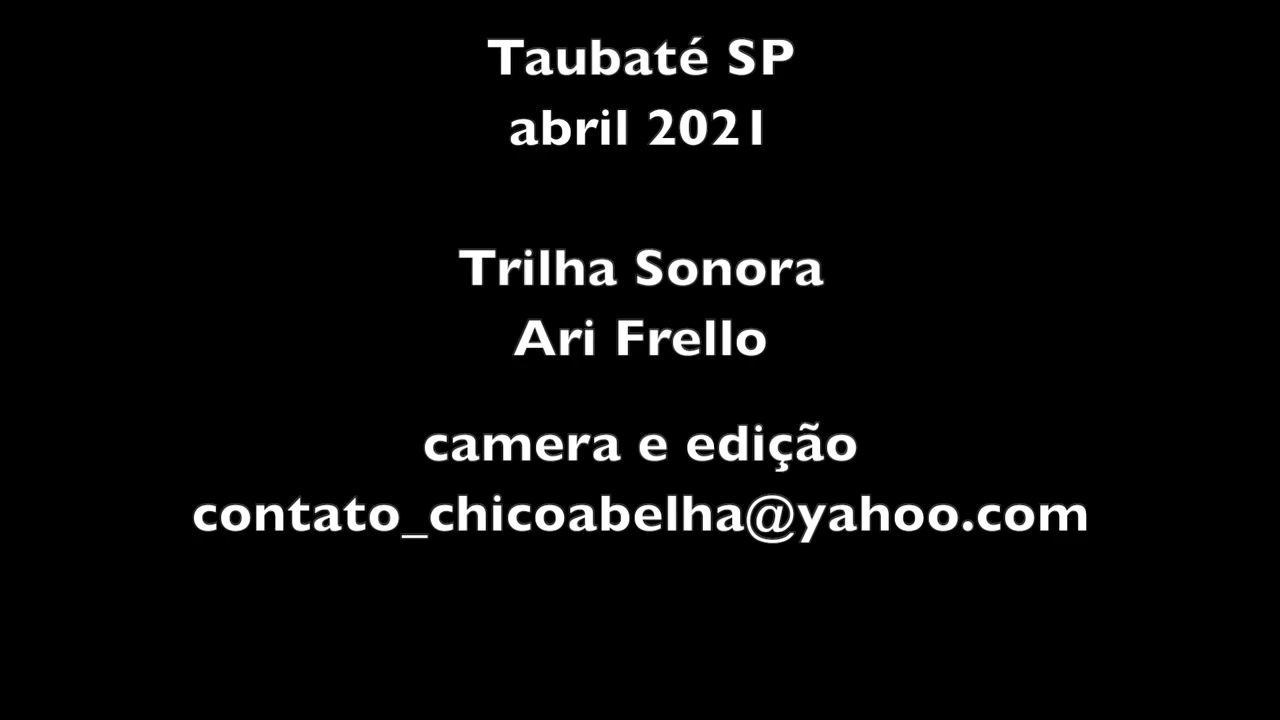 Taubaté SP
abril 2021
Trilha Sonora
Ari Frello
camera e edição
contato_chicoabelha@yahoo.com